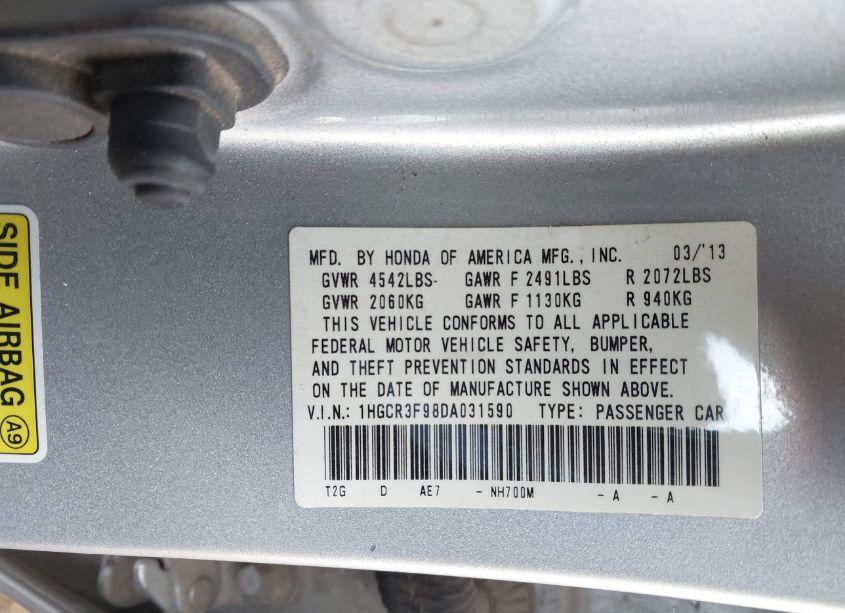 SIDE AIRBAG
A9
MFD. BY HONDA OF AMERICA MFG., INC. 03/'13
GVWR 4542LBS GAWR F 2491LBS R 2072LBS
GVWR 2060KG GAWR F 1130KG R 940KG
THIS VEHICLE CONFORMS TO ALL APPLICABLE
FEDERAL MOTOR VEHICLE SAFETY, BUMPER,
AND THEFT PREVENTION STANDARDS IN EFFECT
ON THE DATE OF MANUFACTURE SHOWN ABOVE.
V.I.N.: 1HGCR3F98DA031590 TYPE: PASSENGER CAR
T2G D AE7 - NH700M - A - A